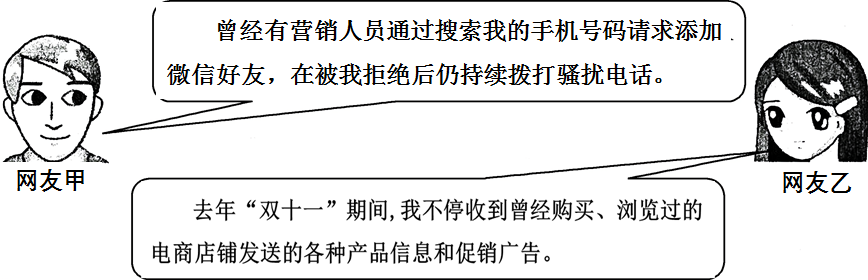 曾经有营销人员通过搜索我的手机号码请求添加
微信好友，在被我拒绝后仍持续拨打骚扰电话。
网友甲
网友乙
去年“双十一”期间,我不停收到曾经购买、浏览过的
电商店铺发送的各种产品信息和促销广告。